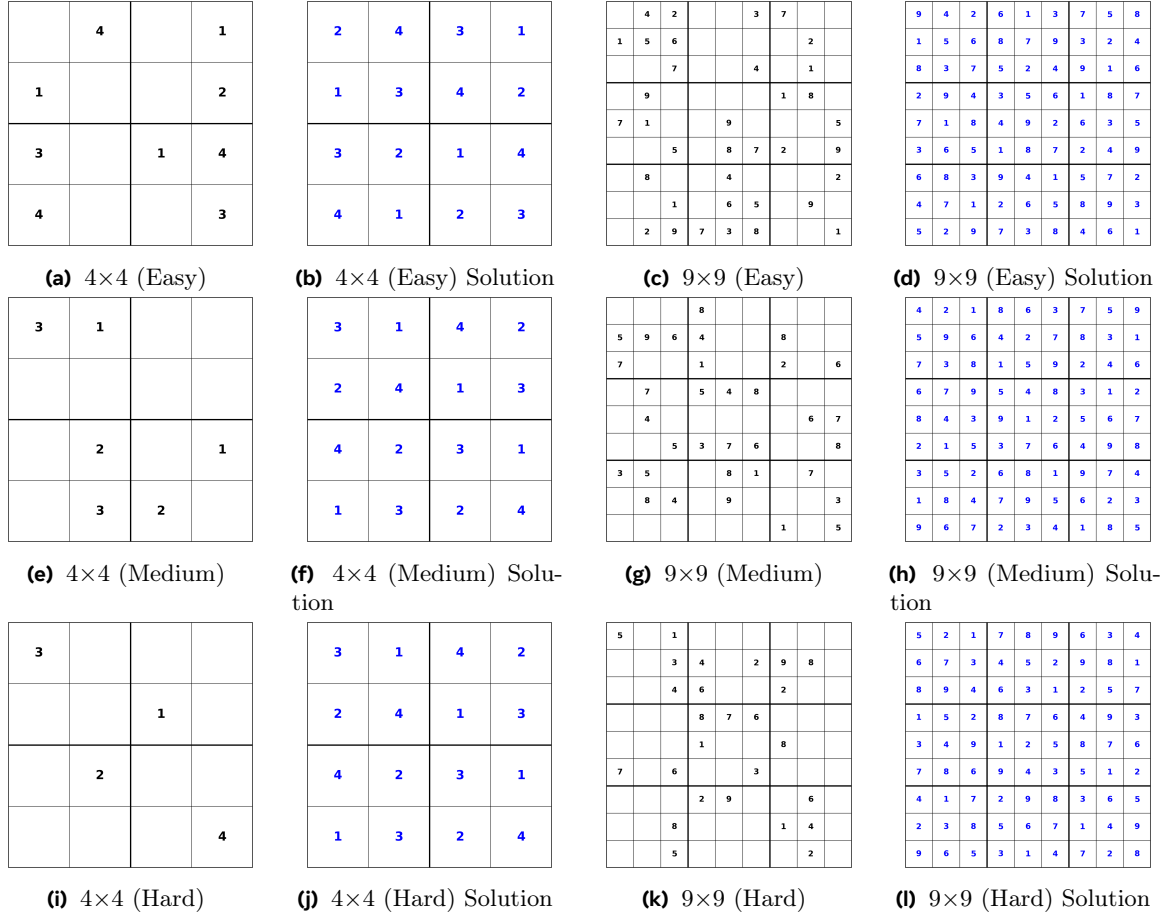 4 1
1 2
3 1 4
4 3
(a) 4×4 (Easy)
2 4 3 1
1 3 4 2
3 2 1 4
4 1 2 3
(b) 4×4 (Easy) Solution
4 2 3 7
1 5 6 2
7 4 1
9 1 8
7 1 9 5
5 8 7 2 9
8 4 2
1 6 5 9
2 9 7 3 8 1
(c) 9×9 (Easy)
9 4 2 6 1 3 7 5 8
1 5 6 8 7 9 3 2 4
8 3 7 5 2 4 9 1 6
2 9 4 3 5 6 1 8 7
7 1 8 4 9 2 6 3 5
3 6 5 1 8 7 2 4 9
6 8 3 9 4 1 5 7 2
4 7 1 2 6 5 8 9 3
5 2 9 7 3 8 4 6 1
(d) 9×9 (Easy) Solution
3 1
2 1
3 2
(e) 4×4 (Medium)
3 1 4 2
2 4 1 3
4 2 3 1
1 3 2 4
(f) 4×4 (Medium) Solu-
tion
8
5 9 6 4 8
7 1 2 6
7 5 4 8
4 6 7
5 3 7 6 8
3 5 8 1 7
8 4 9 3
1 5
(g) 9×9 (Medium)
4 2 1 8 6 3 7 5 9
5 9 6 4 2 7 8 3 1
7 3 8 1 5 9 2 4 6
6 7 9 5 4 8 3 1 2
8 4 3 9 1 2 5 6 7
2 1 5 3 7 6 4 9 8
3 5 2 6 8 1 9 7 4
1 8 4 7 9 5 6 2 3
9 6 7 2 3 4 1 8 5
(h) 9×9 (Medium) Solu-
tion
3
1
2
4
(i) 4×4 (Hard)
3 1 4 2
2 4 1 3
4 2 3 1
1 3 2 4
(j) 4×4 (Hard) Solution
5 1
3 4 2 9 8
4 6 2
8 7 6
1 8
7 6 3
2 9 6
8 1 4
5 2
(k) 9×9 (Hard)
5 2 1 7 8 9 6 3 4
6 7 3 4 5 2 9 8 1
8 9 4 6 3 1 2 5 7
1 5 2 8 7 6 4 9 3
3 4 9 1 2 5 8 7 6
7 8 6 9 4 3 5 1 2
4 1 7 2 9 8 3 6 5
2 3 8 5 6 7 1 4 9
9 6 5 3 1 4 7 2 8
(l) 9×9 (Hard) Solution